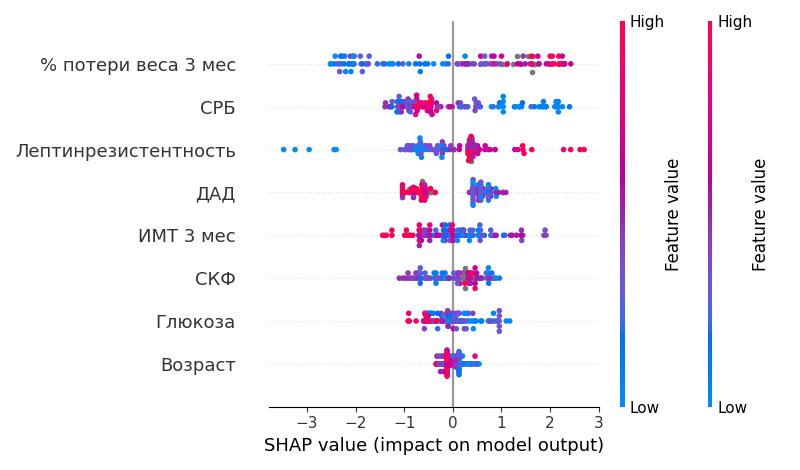 High
High
% потери веса 3 мес
СРБ
Лептинрезистентность
ДАД
ИМТ 3 мес
СКФ
Глюкоза
Возраст
Feature value
Feature value
Low
Low
−3 −2 −1 0 1 2 3
SHAP value (impact on model output)